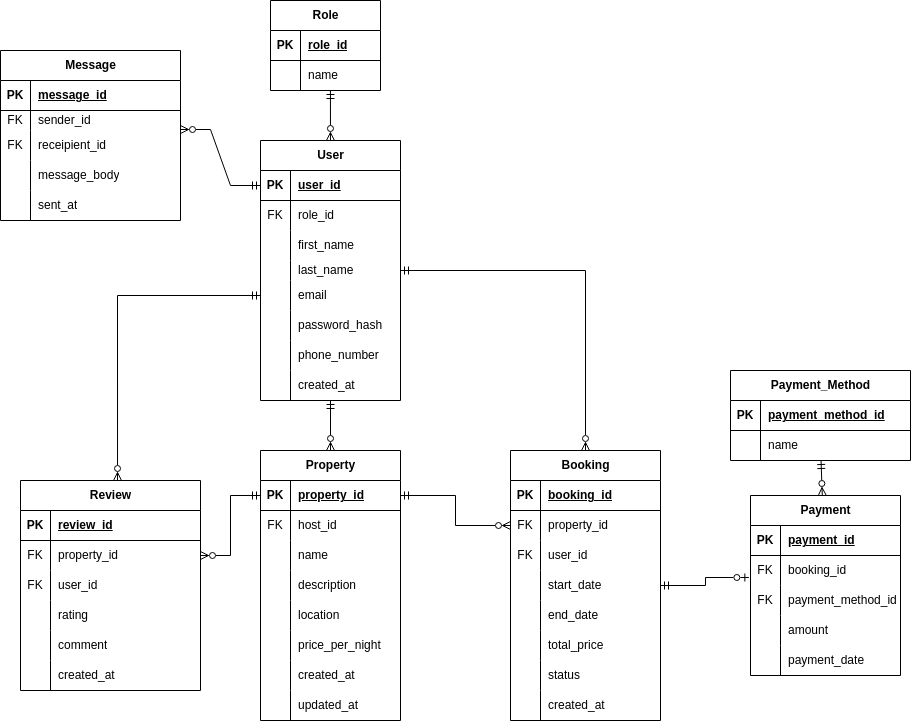 Role
PK role_id
name
Message
PK message_id
FK sender_id
FK receipient_id
message_body
sent_at
User
PK user_id
FK role_id
first_name
last_name
email
password_hash
phone_number
created_at
Payment_Method
PK payment_method_id
name
Review
PK review_id
FK property_id
FK user_id
rating
comment
created_at
Property
PK property_id
FK host_id
name
description
location
price_per_night
created_at
updated_at
Booking
PK booking_id
FK property_id
FK user_id
start_date
end_date
total_price
status
created_at
Payment
PK payment_id
FK booking_id
FK payment_method_id
amount
payment_date